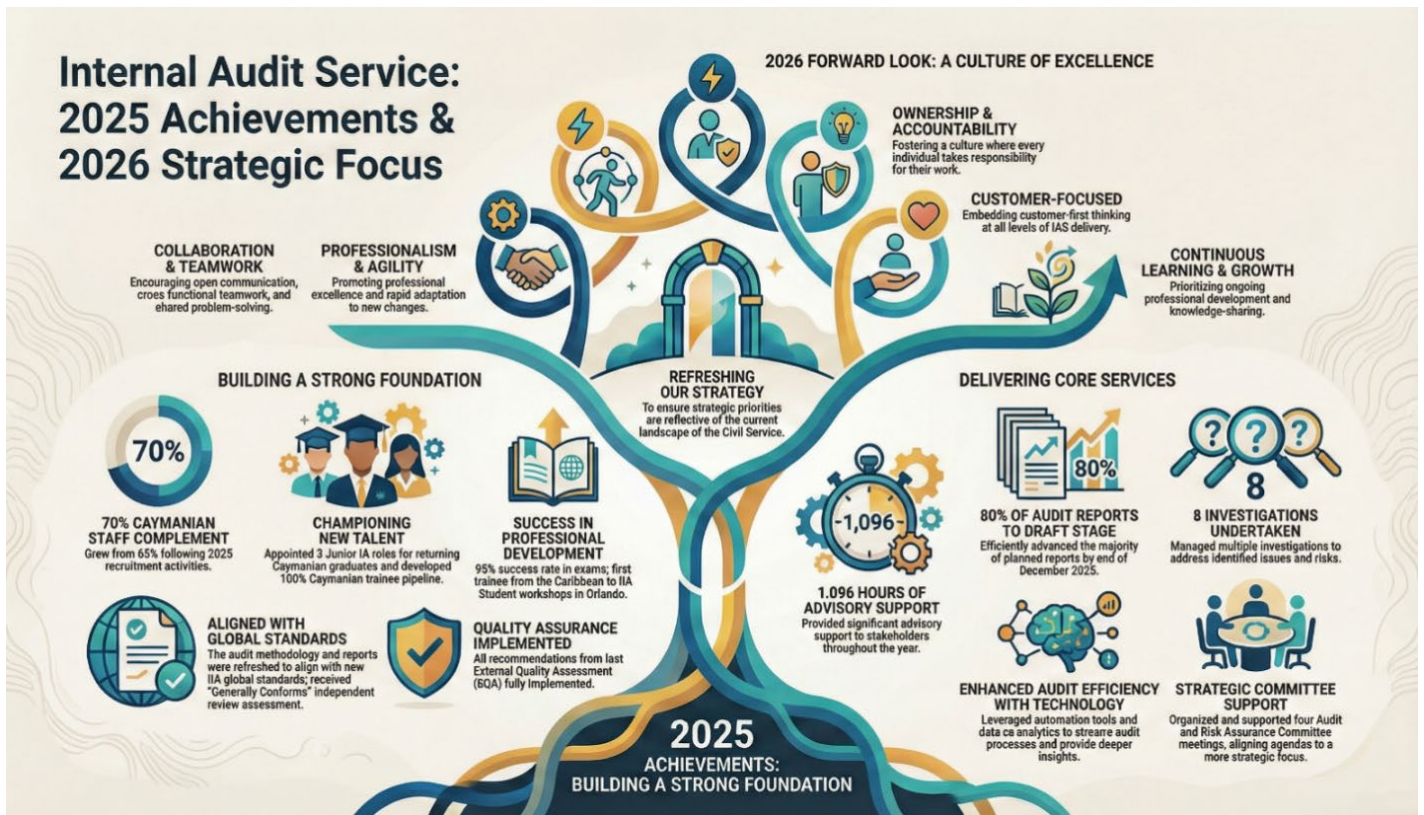 Internal Audit Service:
2025 Achievements &
2026 Strategic Focus
2026 FORWARD LOOK: A CULTURE OF EXCELLENCE
OWNERSHIP &
ACCOUNTABILITY
Fostering a culture where every
individual takes responsibility
for their work.
CUSTOMER-FOCUSED
Embedding customer-first thinking
at all levels of IAS delivery.
COLLABORATION
& TEAMWORK
Encouraging open communication,
croes functional teamwork, and
ehared problem-solving.
PROFESSIONALISM
& AGILITY
Promoting professional
excellence and rapid adaptation
to new changes.
CONTINUOUS
LEARNING & GROWTH
Prioritizing ongoing
professional development and
knowledge-sharing.
REFRESHING
OUR STRATEGY
To ensure strategic priorities
are reflective of the current
landscape of the Civil Service.
BUILDING A STRONG FOUNDATION
70%
70% CAYMANIAN
STAFF COMPLEMENT
Grew from 65% following 2025
recruitment activities.
CHAMPIONING
NEW TALENT
Appointed 3 Junior IA roles for returning
Caymanian graduates and developed
100% Caymanian trainee pipeline.
SUCCESS IN
PROFESSIONAL
DEVELOPMENT
95% success rate in exams; first
trainee from the Caribbean to IIA
Student workshops in Orlando.
ALIGNED WITH
GLOBAL STANDARDS
The audit methodology and reports
were refreshed to align with new
IIA global standards; received
"Generally Conforms" independent
review assessment.
QUALITY ASSURANCE
IMPLEMENTED
All recommendations from last
External Quality Assessment
(6QA) fully Implemented.
DELIVERING CORE SERVICES
-1,096-
1.096 HOURS OF
ADVISORY SUPPORT
Provided significant advisory
support to stakeholders
throughout the year.
80%
80% OF AUDIT REPORTS
TO DRAFT STAGE
Efficiently advanced the majority
of planned reports by end of
December 2025.
? ? ?
8
8 INVESTIGATIONS
UNDERTAKEN
Managed multiple investigations to
address identified issues and risks.
ENHANCED AUDIT EFFICIENCY
WITH TECHNOLOGY
Leveraged automation tools and
data ca analytics to streare audit
processes and provide deeper
insights.
STRATEGIC COMMITTEE
SUPPORT
Organized and supported four Audit
and Risk Assurance Committee
meetings, aligning agendas to a
more strategic focus.
2025
ACHIEVEMENTS:
BUILDING A STRONG FOUNDATION